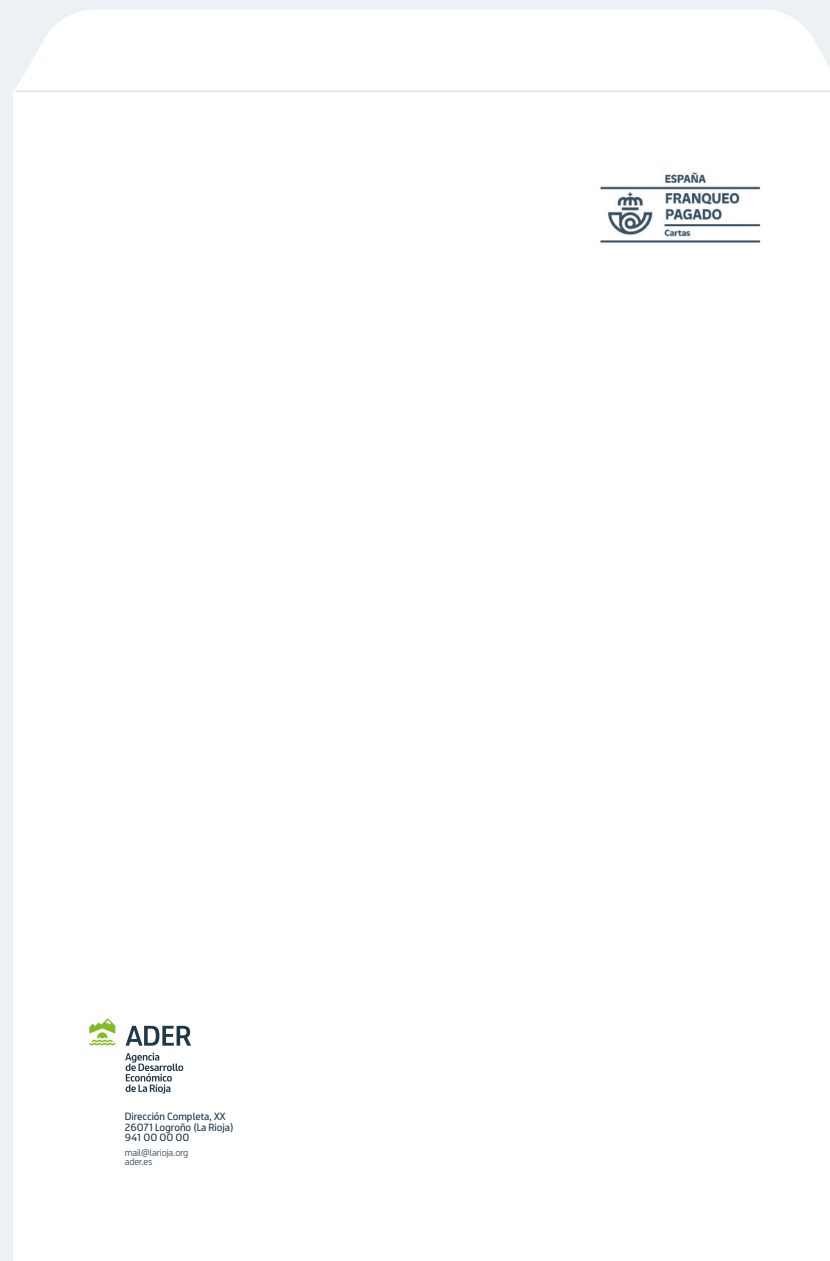 ESPAÑA
FRANQUEO
PAGADO
Cartas
ADER
Agencia
de Desarrollo
Económico
de La Rioja
Dirección Completa, XX
26071 Logroño (La Rioja)
941 00 00 00
mail@larioja.org
ader.es